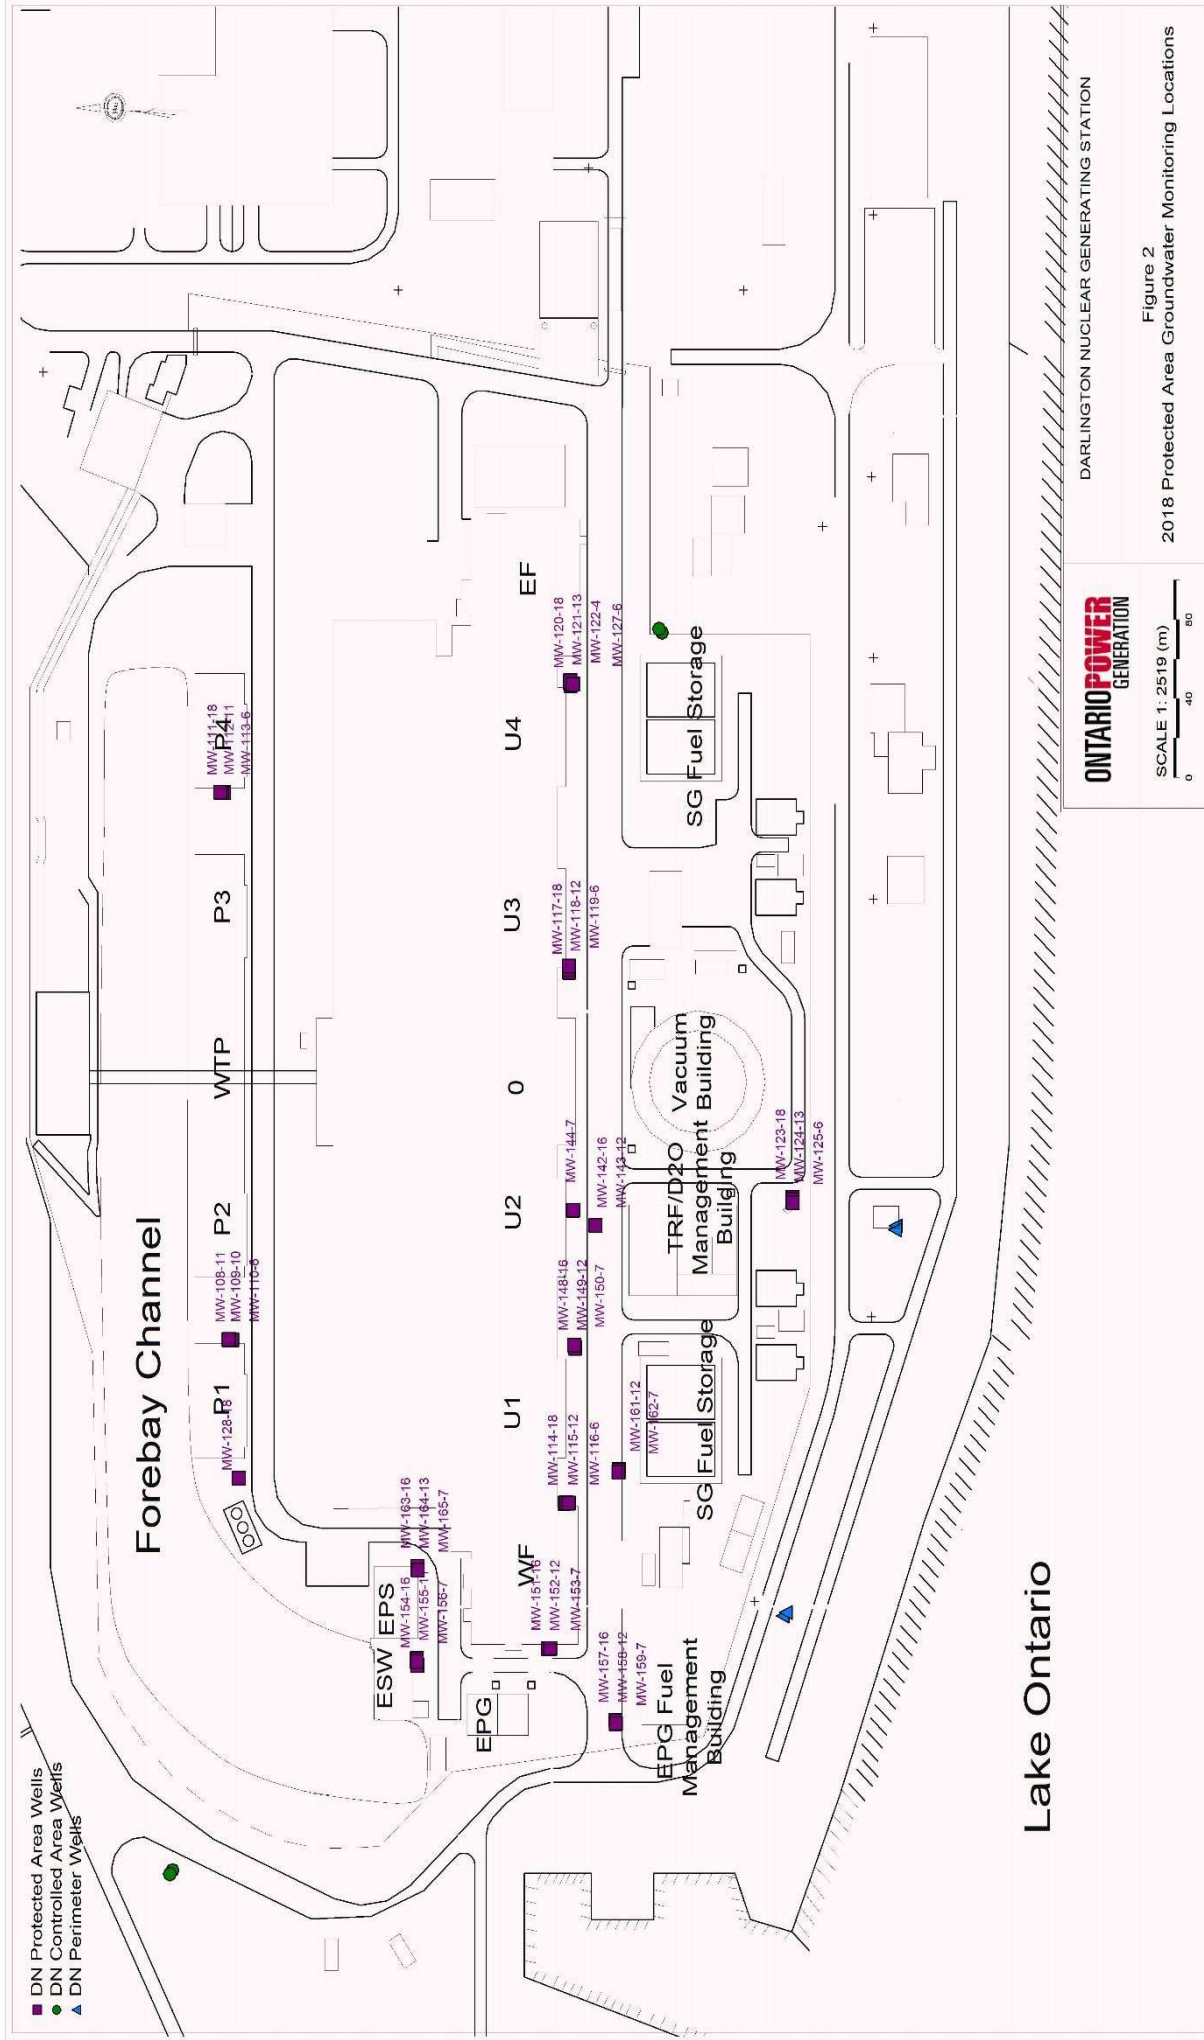 DN Protected Area Wells
DN Controlled Area Wells
DN Perimeter Wells
Forebay Channel
P1
P2
WTP
P3
P4
MW-128-18
MW-108-11
MW-109-10
MW-110-6
MW-111-18
MW-112-11
MW-113-6
ESW
EPS
EPG
MW-154-16
MW-155-11
MW-156-7
MW-163-16
MW-164-13
MW-165-7
WF
U1
U2
0
U3
U4
EF
MW-151-16
MW-152-12
MW-153-7
MW-114-18
MW-115-12
MW-116-6
MW-148-16
MW-149-12
MW-150-7
MW-144-7
MW-142-16
MW-143-12
MW-117-18
MW-118-12
MW-119-6
MW-120-18
MW-121-13
MW-122-4
MW-127-6
MW-157-16
MW-158-12
MW-159-7
MW-161-12
MW-162-7
EPG Fuel
Management
Building
SG Fuel Storage
TRF/D2O
Management Building
Building
Vacuum
SG Fuel Storage
MW-123-18
MW-124-13
MW-125-6
Lake Ontario
ONTARIOPOWER
GENERATION
SCALE 1: 2519 (m)
0 40 80
DARLINGTON NUCLEAR GENERATING STATION
Figure 2
2018 Protected Area Groundwater Monitoring Locations